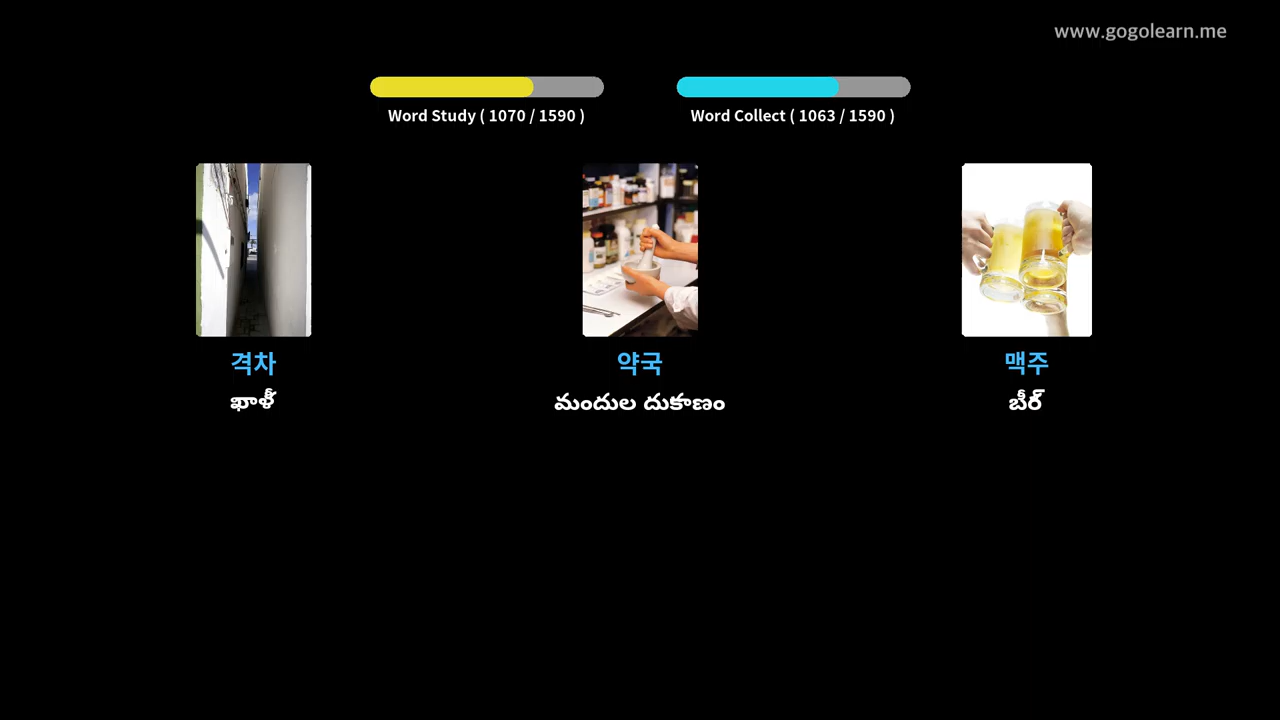 www.gogolearn.me
Word Study ( 1070 / 1590 )
Word Collect ( 1063 / 1590 )
격차
약국
맥주
ఖాళీ
మందుల దుకాణం
బీర్